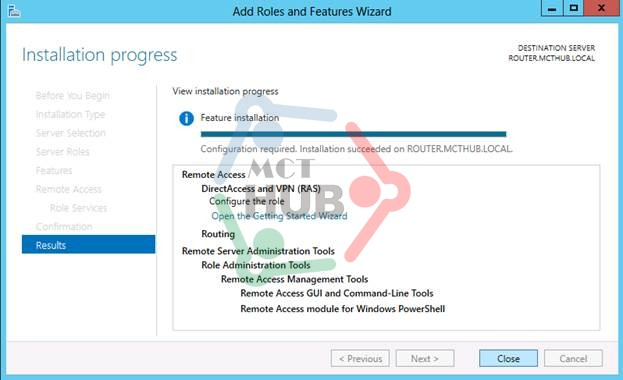 Add Roles and Features Wizard
Installation progress
DESTINATION SERVER
ROUTER.MCTHUB.LOCAL
Before You Begin
Installation Type
Server Selection
Server Roles
Features
Remote Access
Role Services
Confirmation
Results
View installation progress
Feature installation
Configuration required. Installation succeeded on ROUTER.MCTHUB.LOCAL.
Remote Access
DirectAccess and VPN (RAS)
Configure the role
Open the Getting Started Wizard
Routing
Remote Server Administration Tools
Role Administration Tools
Remote Access Management Tools
Remote Access GUI and Command-Line Tools
Remote Access module for Windows PowerShell
MCT
HUB
< Previous
Next >
Close
Cancel